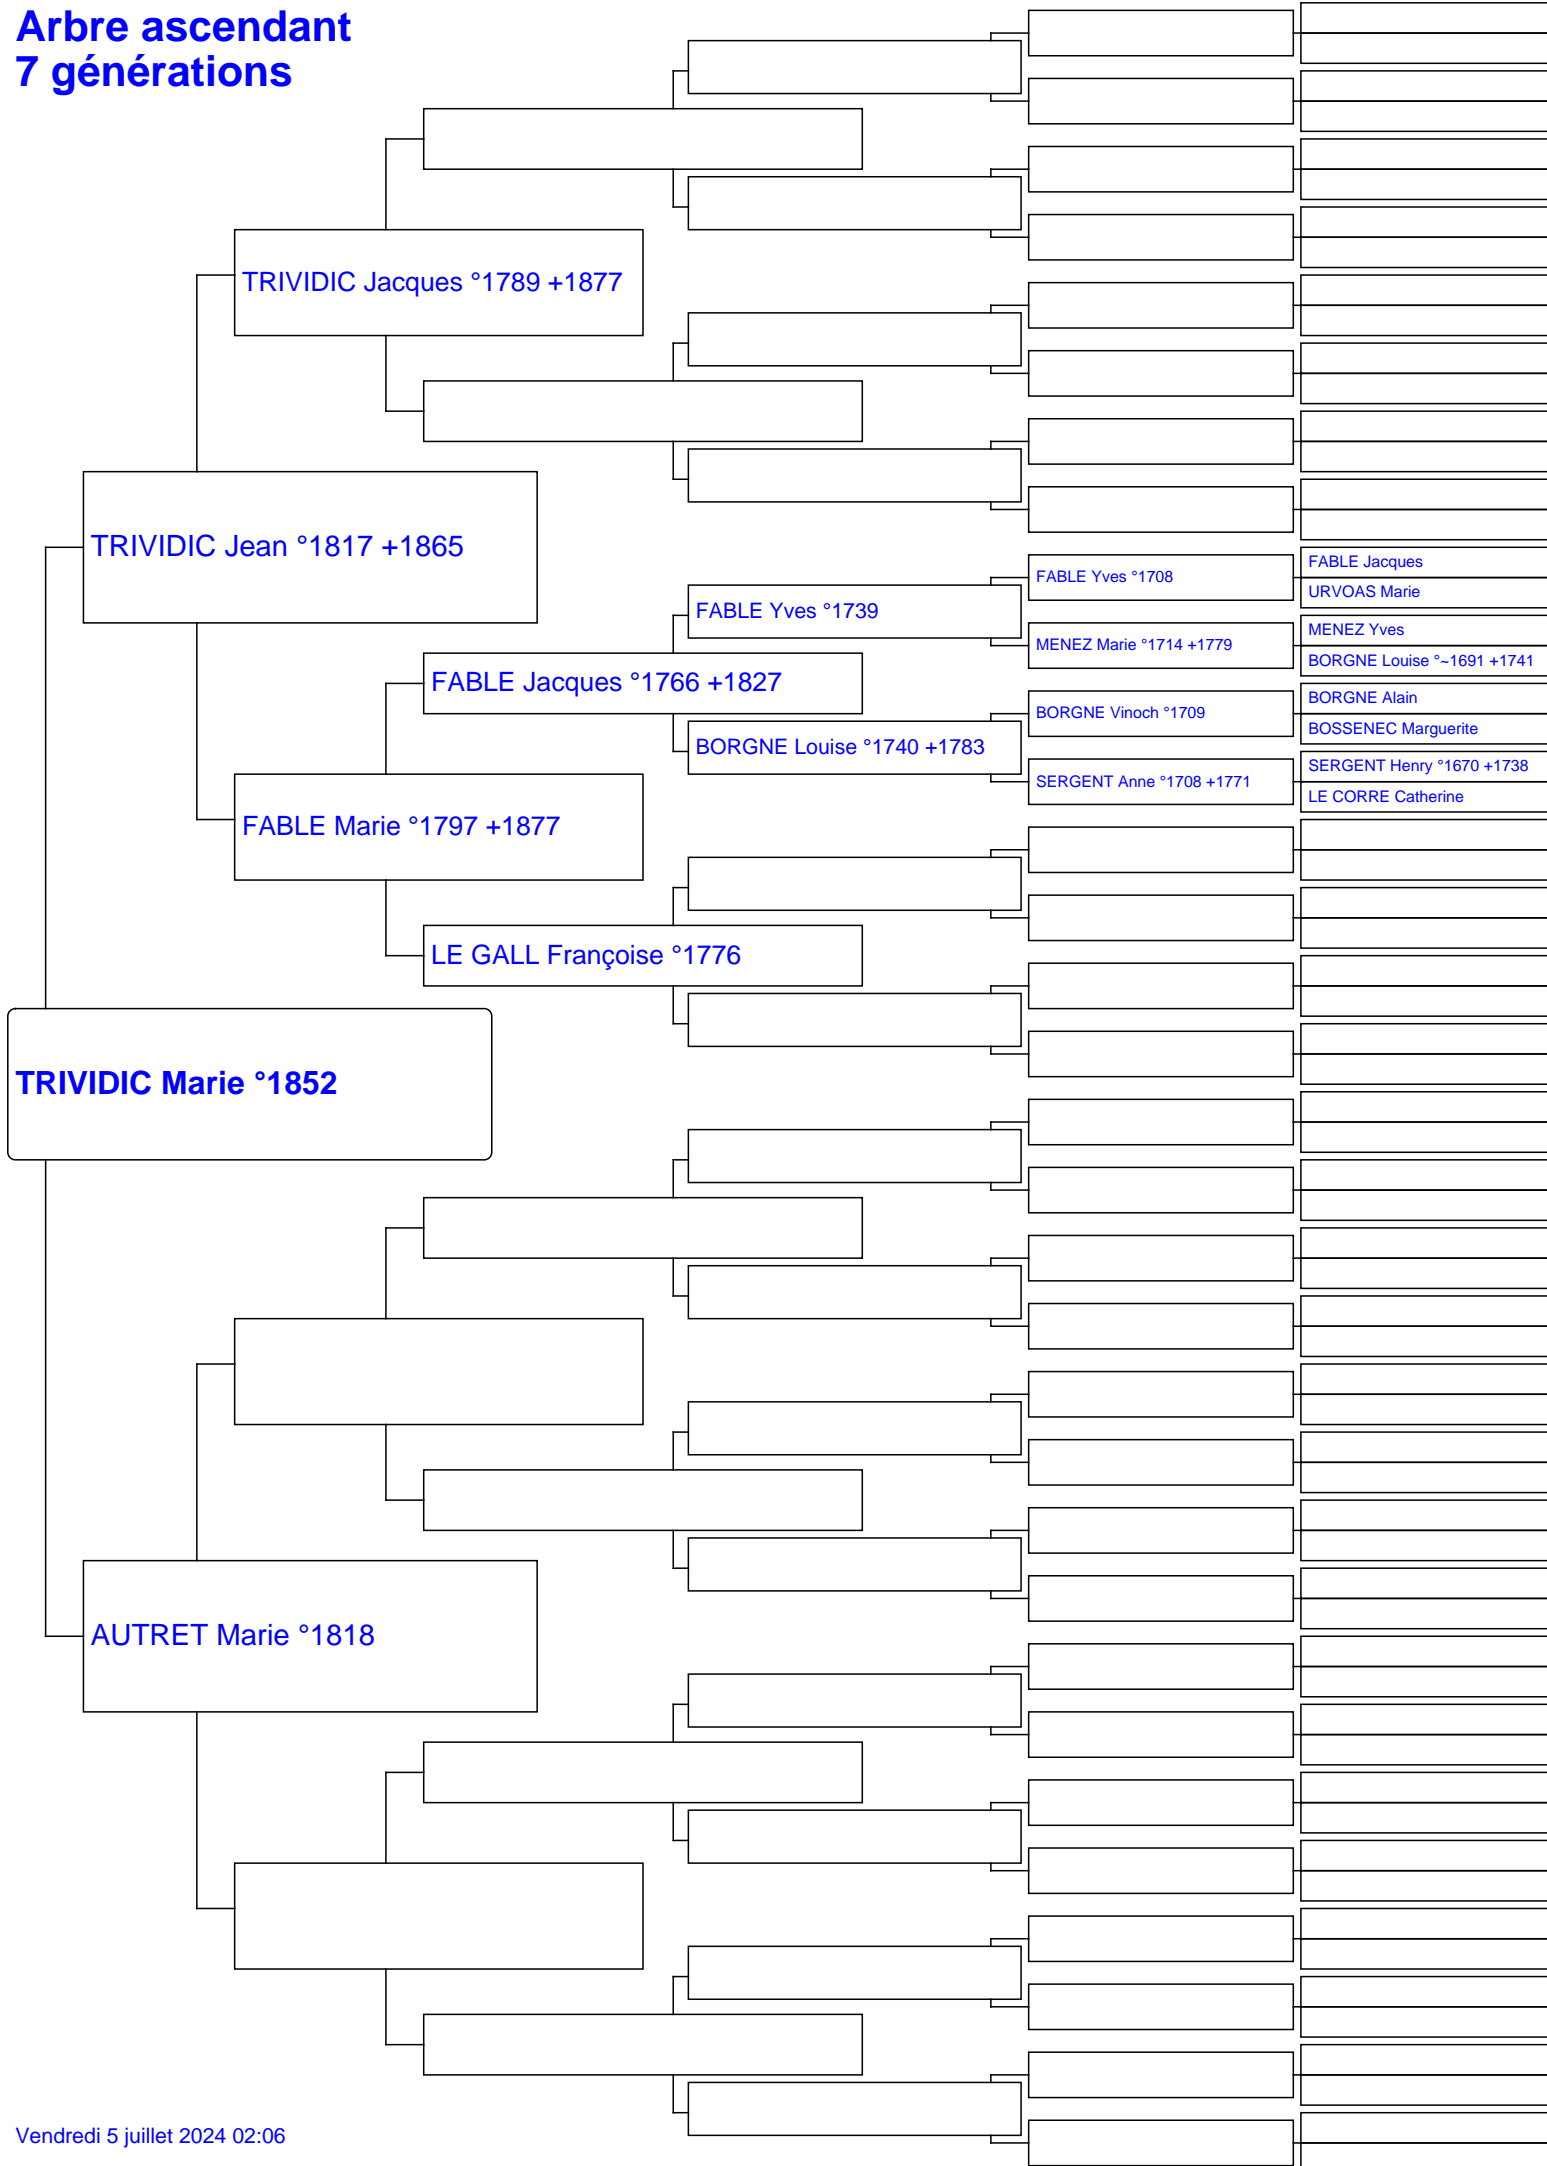 Arbre ascendant
7 générations
TRIVIDIC Jacques °1789 +1877
TRIVIDIC Jean °1817 +1865
FABLE Jacques
FABLE Yves °1708
URVOAS Marie
FABLE Yves °1739
MENEZ Yves
MENEZ Marie °1714 +1779
BORGNE Louise °~1691 +1741
FABLE Jacques °1766 +1827
BORGNE Alain
BORGNE Vinoch °1709
BOSSENEC Marguerite
BORGNE Louise °1740 +1783
SERGENT Henry °1670 +1738
SERGENT Anne °1708 +1771
LE CORRE Catherine
FABLE Marie °1797 +1877
LE GALL Françoise °1776
TRIVIDIC Marie °1852
AUTRET Marie °1818
Vendredi 5 juillet 2024 02:06